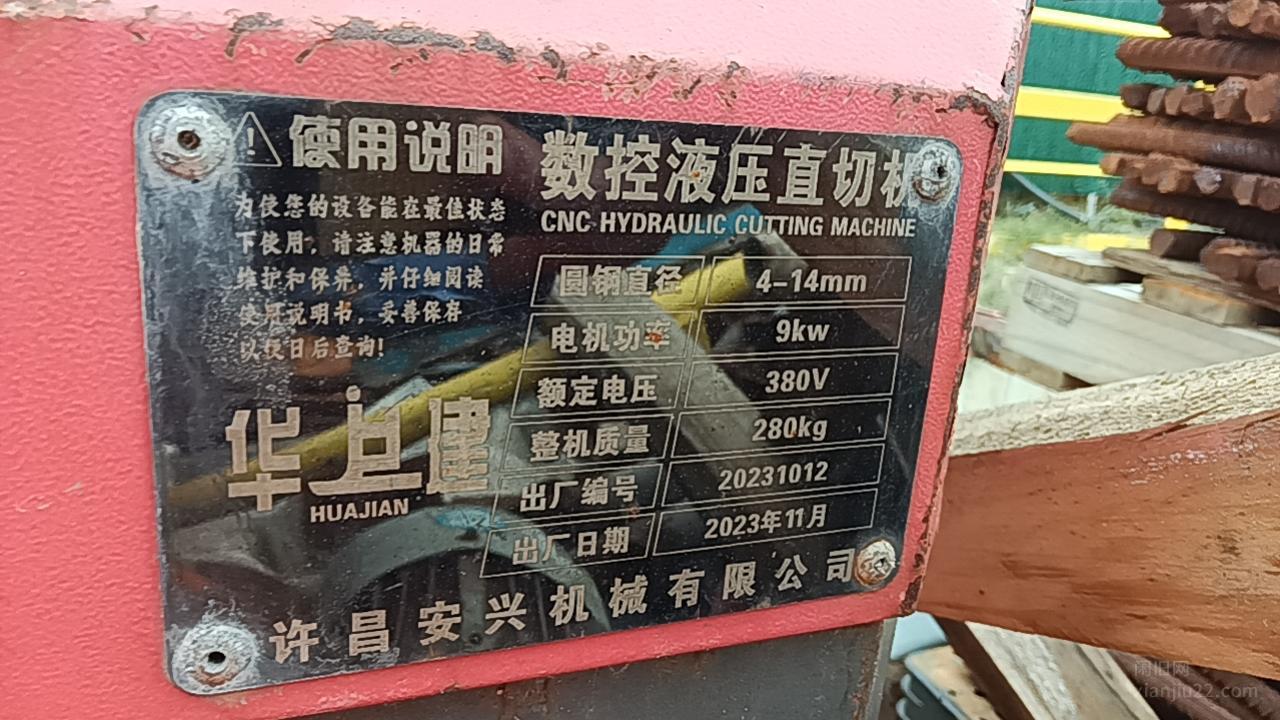 使用说明
为使您的设备能在最佳状态
下使用，请注意机器的日常
维护和保养，并仔细阅读
使用说明书，妥善保存
以便日后查询！
华建
HUAJIAN
数控液压直切机
CNC HYDRAULIC CUTTING MACHINE
圆钢直径 4-14mm
电机功率 9kw
额定电压 380V
整机质量 280kg
出厂编号 20231012
出厂日期 2023年11月
许昌安兴机械有限公司
闲旧网
xianjiu22.com